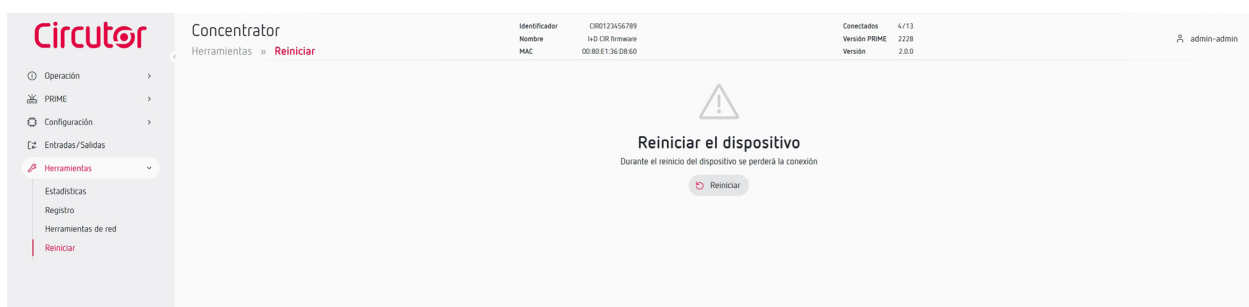 Circutor
Concentrator
Herramientas » Reiniciar
Identificador CIR0123456789
Nombre I+D CIR firmware
MAC 00:80:E1:36:D8:60
Conectados 4/13
Versión PRIME 2228
Versión 2.0.0
admin-admin
Operación
PRIME
Configuración
Entradas/Salidas
Herramientas
Estadísticas
Registro
Herramientas de red
Reiniciar
Reiniciar el dispositivo
Durante el reinicio del dispositivo se perderá la conexión
Reiniciar